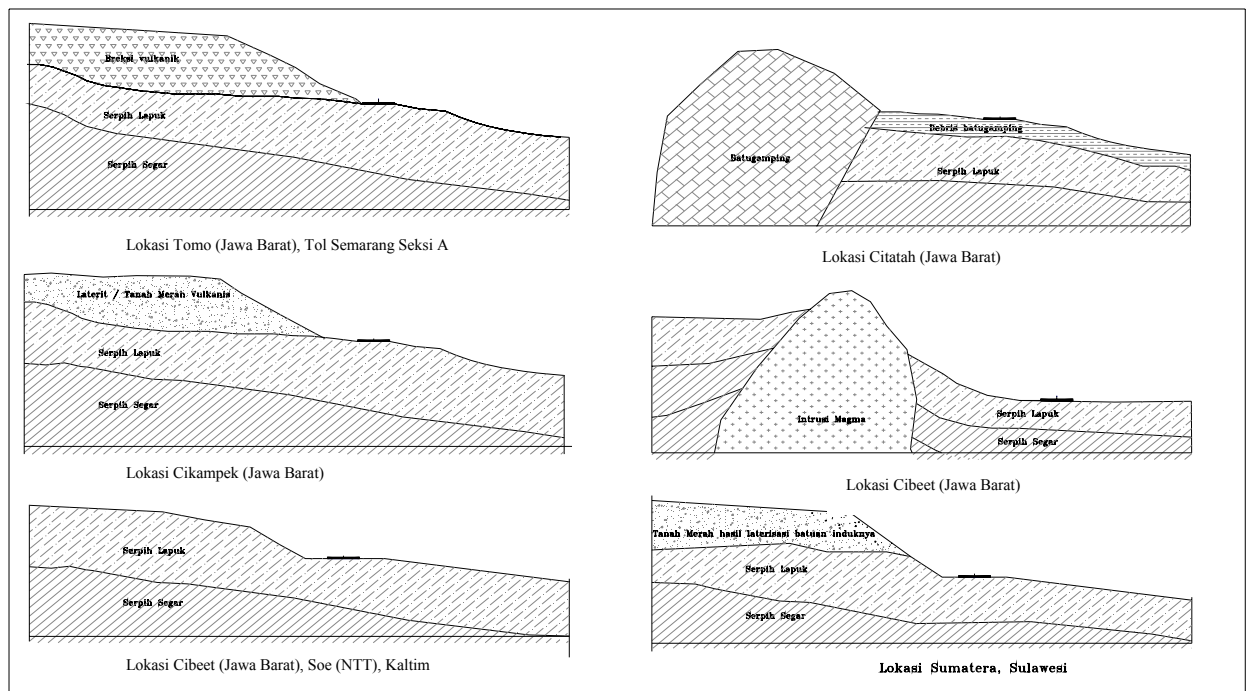 Breksi vulkanik
Serpih Lapuk
Serpih Segar
Lokasi Tomo (Jawa Barat), Tol Semarang Seksi A
Batugamping
Debris batugamping
Serpih Lapuk
Lokasi Citatah (Jawa Barat)
Laterit / Tanah Merah Vulkanis
Serpih Lapuk
Serpih Segar
Lokasi Cikampek (Jawa Barat)
Intrusi Magma
Serpih Lapuk
Serpih Segar
Lokasi Cibeet (Jawa Barat)
Serpih Lapuk
Serpih Segar
Lokasi Cibeet (Jawa Barat), Soe (NTT), Kaltim
Tanah Merah hasil laterisasi batuan induknya
Serpih Lapuk
Serpih Segar
Lokasi Sumatera, Sulawesi